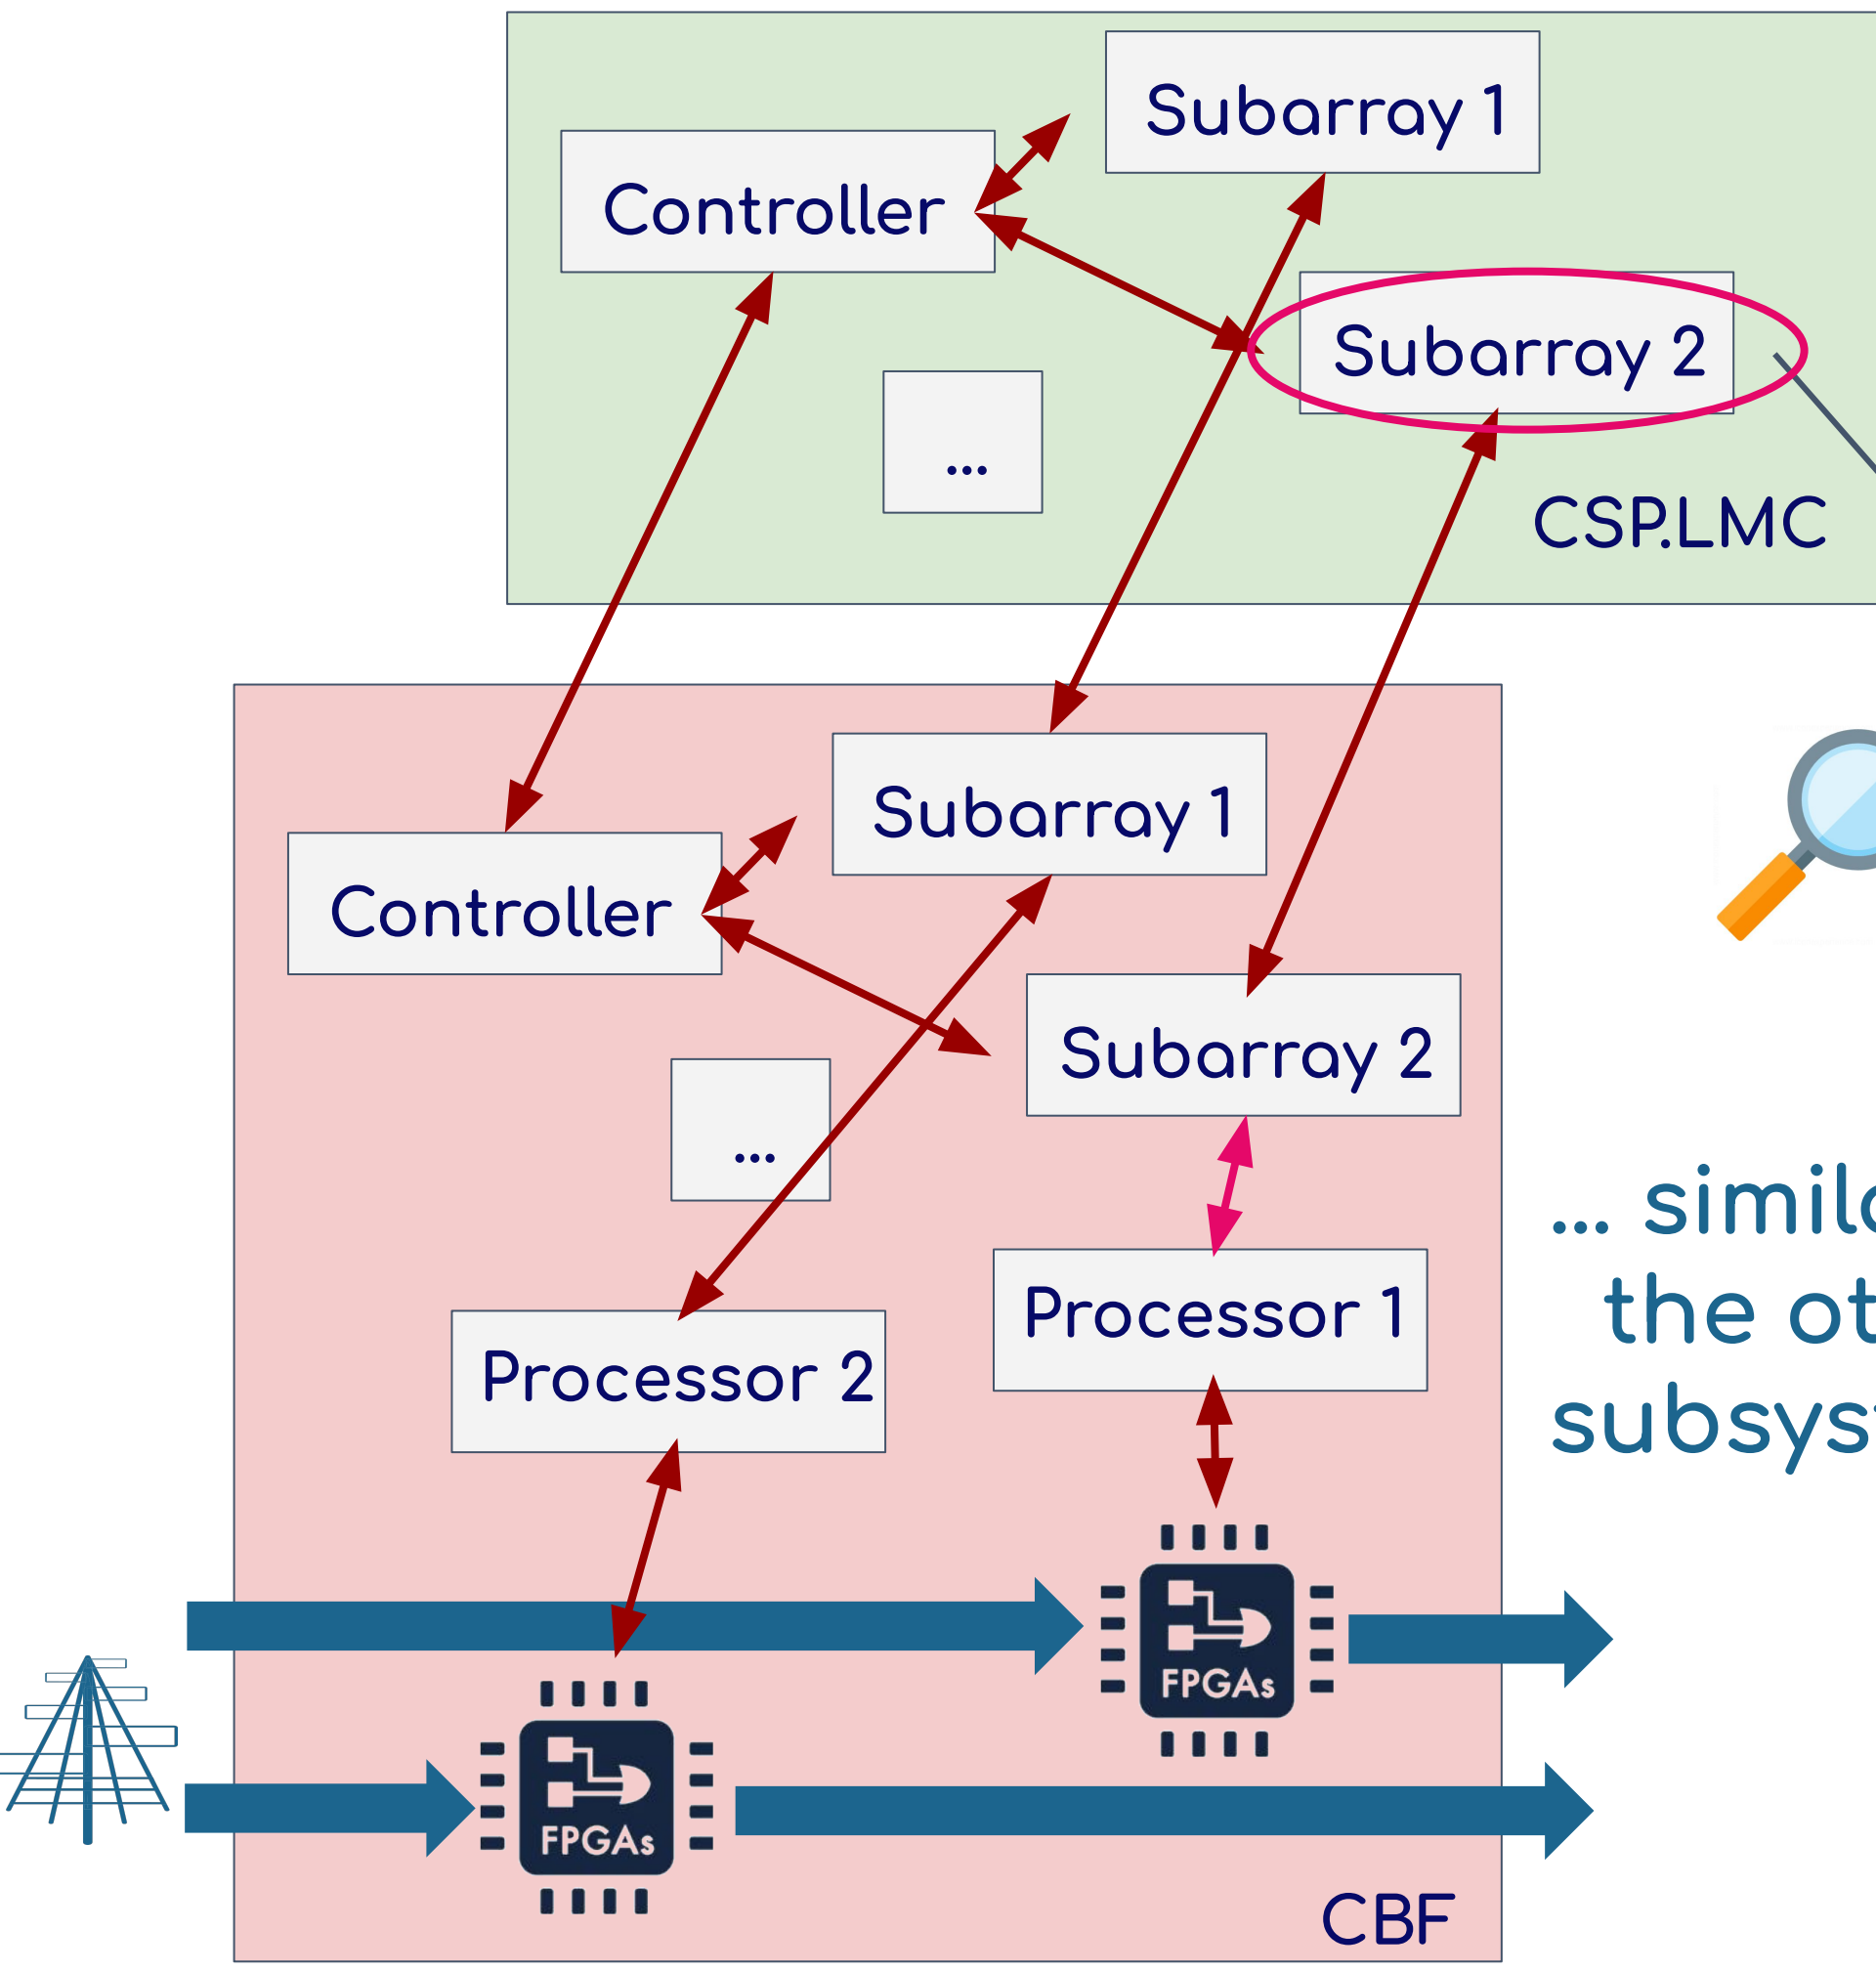 Subarray 1
Controller
Subarray 2
...
CSP.LMC
Subarray 1
Controller
Subarray 2
...
Processor 1
Processor 2
... 
the
FPGAs
FPGAs
CBF